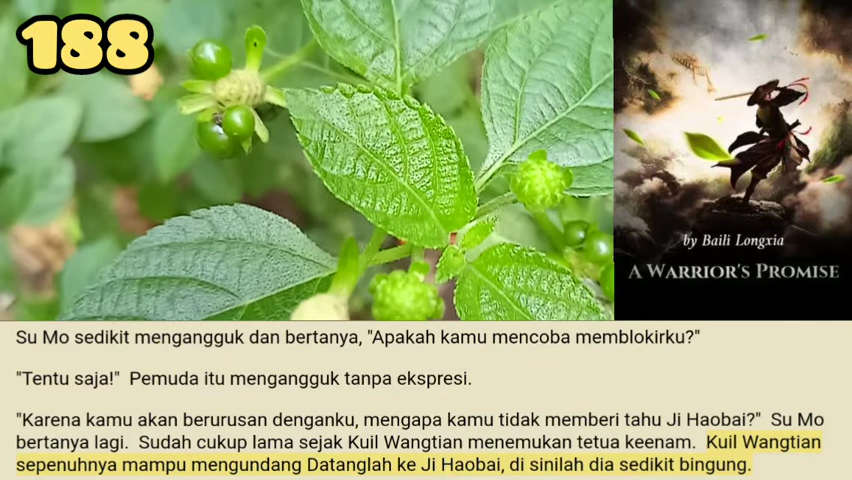 188
by Baili Longxia
A WARRIOR'S PROMISE
Su Mo sedikit mengangguk dan bertanya, "Apakah kamu mencoba memblokirku?"
"Tentu saja!"  Pemuda itu mengangguk tanpa ekspresi.
"Karena kamu akan berurusan denganku, mengapa kamu tidak memberi tahu Ji Haobai?"  Su Mo
bertanya lagi.  Sudah cukup lama sejak Kuil Wangtian menemukan tetua keenam.  Kuil Wangtian
sepenuhnya mampu mengundang Datanglah ke Ji Haobai, di sinilah dia sedikit bingung.